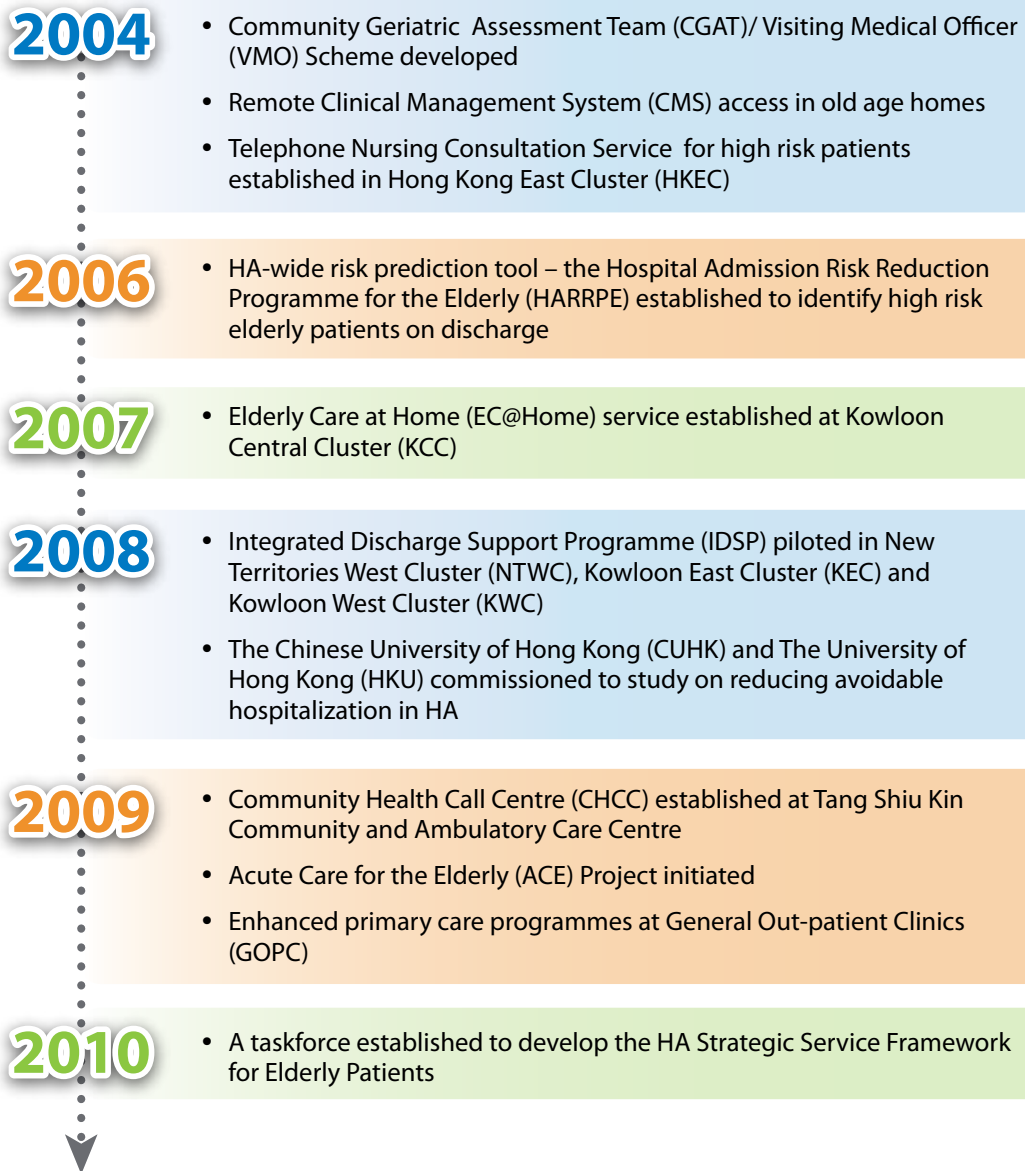 2004
• Community Geriatric Assessment Team (CGAT)/ Visiting Medical Officer
(VMO) Scheme developed
• Remote Clinical Management System (CMS) access in old age homes
• Telephone Nursing Consultation Service for high risk patients
established in Hong Kong East Cluster (HKEC)
2006
• HA-wide risk prediction tool – the Hospital Admission Risk Reduction
Programme for the Elderly (HARRPE) established to identify high risk
elderly patients on discharge
2007
• Elderly Care at Home (EC@Home) service established at Kowloon
Central Cluster (KCC)
2008
• Integrated Discharge Support Programme (IDSP) piloted in New
Territories West Cluster (NTWC), Kowloon East Cluster (KEC) and
Kowloon West Cluster (KWC)
• The Chinese University of Hong Kong (CUHK) and The University of
Hong Kong (HKU) commissioned to study on reducing avoidable
hospitalization in HA
2009
• Community Health Call Centre (CHCC) established at Tang Shiu Kin
Community and Ambulatory Care Centre
• Acute Care for the Elderly (ACE) Project initiated
• Enhanced primary care programmes at General Out-patient Clinics
(GOPC)
2010
• A taskforce established to develop the HA Strategic Service Framework
for Elderly Patients